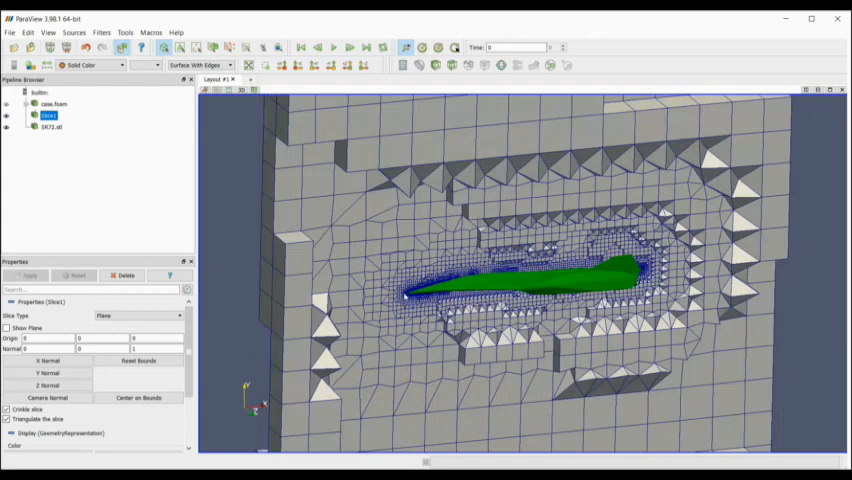 ParaView 3.98.1 64-bit
File Edit View Sources Filters Tools Macros Help
Time: 0 0
Solid Color Surface With Edges
Pipeline Browser
Layout #1
3D
builtin:
case.foam
Slice1
SR72.stl
Properties
Apply Reset Delete ?
Search...
Properties (Slice1)
Slice Type Plane
Show Plane
Origin 0 0 0
Normal 0 0 1
X Normal Reset Bounds
Y Normal
Z Normal
Camera Normal Center on Bounds
Crinkle slice
Triangulate the slice
Display (GeometryRepresentation)
Color
Y
X
Z